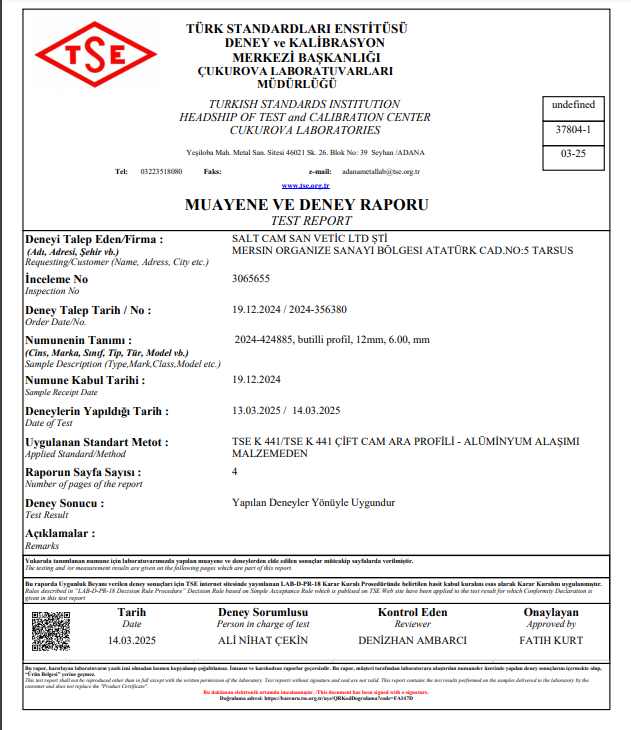 TSE
TÜRK STANDARDLARI ENSTİTÜSÜ
DENEY ve KALİBRASYON
MERKEZİ BAŞKANLIĞI
ÇUKUROVA LABORATUVARLARI
MÜDÜRLÜĞÜ
TURKISH STANDARDS INSTITUTION
HEADSHIP OF TEST and CALIBRATION CENTER
CUKUROVA LABORATORIES
undefined
37804-1
03-25
Yeşiloba Mah. Metal San. Sitesi 46021 Sk. 26. Blok No: 39 Seyhan /ADANA
Tel: 03223518080 Faks: e-mail: adanametallab@tse.org.tr
www.tse.org.tr
MUAYENE VE DENEY RAPORU
TEST REPORT
Deneyi Talep Eden/Firma : SALT CAM SAN VETİC LTD ŞTİ
(Adı, Adresi, Şehir vb.) MERSIN ORGANIZE SANAYI BÖLGESI ATATÜRK CAD.NO:5 TARSUS
Requesting/Customer (Name, Adress, City etc.)
İnceleme No 3065655
Inspection No
Deney Talep Tarih / No : 19.12.2024 / 2024-356380
Order Date/No.
Numunenin Tanımı : 2024-424885, butilli profil, 12mm, 6.00, mm
(Cins, Marka, Sınıf, Tip, Tür, Model vb.)
Sample Description (Type,Mark,Class,Model etc.)
Numune Kabul Tarihi : 19.12.2024
Sample Receipt Date
Deneylerin Yapıldığı Tarih : 13.03.2025 / 14.03.2025
Date of Test
Uygulanan Standart Metot : TSE K 441/TSE K 441 ÇİFT CAM ARA PROFİLİ - ALÜMİNYUM ALAŞIMI
Applied Standard/Method MALZEMEDEN
Raporun Sayfa Sayısı : 4
Number of pages of the report
Deney Sonucu : Yapılan Deneyler Yönüyle Uygundur
Test Result
Açıklamalar :
Remarks
Yukarıda tanımlanan numune için laboratuvarımızda yapılan muayene ve deneylerden elde edilen sonuçlar müteakip sayfalarda verilmiştir.
The testing and /or measurement results are given on the following pages which are part of this report.
Bu raporda Uygunluk Beyanı verilen deney sonuçları için TSE internet sitesinde yayımlanan LAB-D-PR-18 Karar Kuralı Prosedüründe belirtilen basit kabul kuralını esas alarak Karar Kuralını uygulanmıştır.
Rules described in "LAB-D-PR-18 Decision Rule Procedure" Decision Rule based on Sample Acceptance Rule which is publised on TSE Web site have been applied to the test result for which Conformity Declaration is
given in this test report
Tarih Deney Sorumlusu Kontrol Eden Onaylayan
Date Person in charge of test Reviewer Approved by
14.03.2025 ALİ NİHAT ÇEKİN DENİZHAN AMBARCI FATIH KURT
Bu rapor, hazırlayan laboratuvarın yazılı izni olmadan kısmen kopyalanıp çoğaltılamaz. İmzasız ve karekodsuz raporlar geçersizdir. Bu rapor, müşteri tarafından laboratuvara ulaştırılan numuneler üzerinde yapılan deney sonuçlarını içermekte olup,
"Ürün Belgesi" yerine geçmez.
This test report shall not be reproduced other than in full except with the written permission of the laboratory. Test reports without signature and seal are not valid. This report contains the test results performed on the samples delivered to the laboratory by the
customer and does not replace the "Product Certificate".
Bu doküman elektronik ortamda imzalanmıştır. /This document has been signed with e-signature.
Doğrulama adresi: https://basvuru.tse.org.tr/uye/QRKodDogrulama?code=FA147D